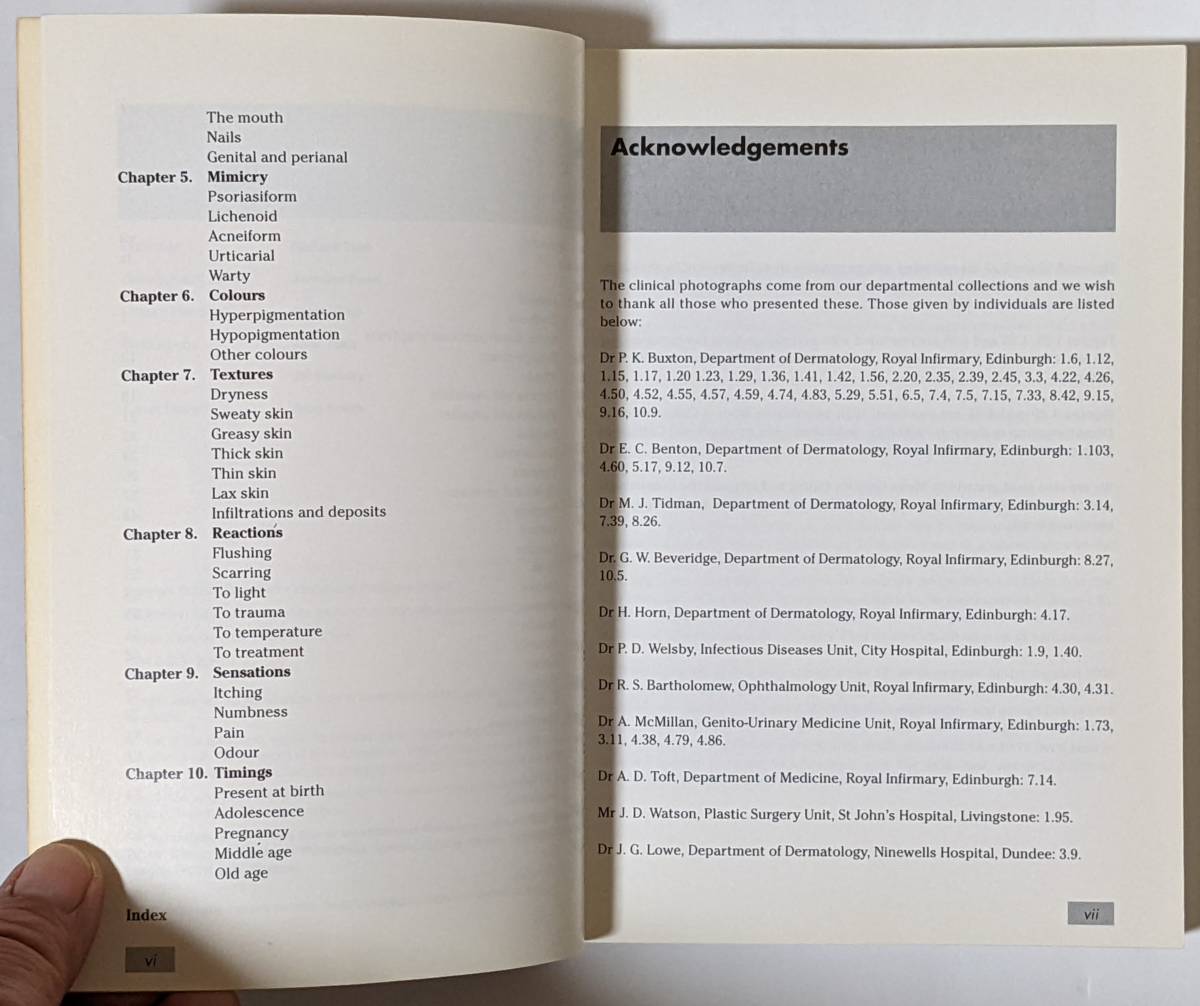 The mouth
Nails
Genital and perianal
Chapter 5. Mimicry
Psoriasiform
Lichenoid
Acneiform
Urticarial
Warty
Chapter 6. Colours
Hyperpigmentation
Hypopigmentation
Other colours
Chapter 7. Textures
Dryness
Sweaty skin
Greasy skin
Thick skin
Thin skin
Lax skin
Infiltrations and deposits
Chapter 8. Reactions
Flushing
Scarring
To light
To trauma
To temperature
To treatment
Chapter 9. Sensations
Itching
Numbness
Pain
Odour
Chapter 10. Timings
Present at birth
Adolescence
Pregnancy
Middle age
Old age
Index
vi
Acknowledgements
The clinical photographs come from our departmental collections and we wish
to thank all those who presented these. Those given by individuals are listed
below:
Dr P. K. Buxton, Department of Dermatology, Royal Infirmary, Edinburgh: 1.6, 1.12,
1.15, 1.17, 1.20 1.23, 1.29, 1.36, 1.41, 1.42, 1.56, 2.20, 2.35, 2.39, 2.45, 3.3, 4.22, 4.26,
4.50, 4.52, 4.55, 4.57, 4.59, 4.74, 4.83, 5.29, 5.51, 6.5, 7.4, 7.5, 7.15, 7.33, 8.42, 9.15,
9.16, 10.9.
Dr E. C. Benton, Department of Dermatology, Royal Infirmary, Edinburgh: 1.103,
4.60, 5.17, 9.12, 10.7.
Dr M. J. Tidman, Department of Dermatology, Royal Infirmary, Edinburgh: 3.14,
7.39, 8.26.
Dr. G. W. Beveridge, Department of Dermatology, Royal Infirmary, Edinburgh: 8.27,
10.5.
Dr H. Horn, Department of Dermatology, Royal Infirmary, Edinburgh: 4.17.
Dr P. D. Welsby, Infectious Diseases Unit, City Hospital, Edinburgh: 1.9, 1.40.
Dr R. S. Bartholomew, Ophthalmology Unit, Royal Infirmary, Edinburgh: 4.30, 4.31.
Dr A. McMillan, Genito-Urinary Medicine Unit, Royal Infirmary, Edinburgh: 1.73,
3.11, 4.38, 4.79, 4.86.
Dr A. D. Toft, Department of Medicine, Royal Infirmary, Edinburgh: 7.14.
Mr J. D. Watson, Plastic Surgery Unit, St John's Hospital, Livingstone: 1.95.
Dr J. G. Lowe, Department of Dermatology, Ninewells Hospital, Dundee: 3.9.
vii